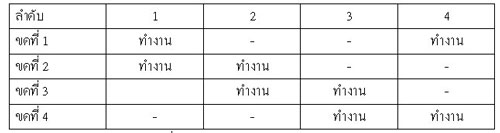 ลำดับ 1 2 3 4
ขดที่ 1 ทำงาน - - ทำงาน
ขดที่ 2 ทำงาน ทำงาน - -
ขดที่ 3 ทำงาน ทำงาน -
ขดที่ 4 - - ทำงาน ทำงาน